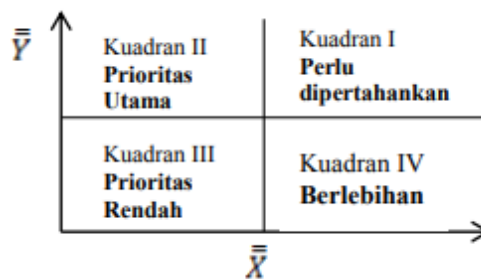 Y̿
Kuadran II
Prioritas
Utama
Kuadran I
Perlu
dipertahankan
Kuadran III
Prioritas
Rendah
Kuadran IV
Berlebihan
X̿